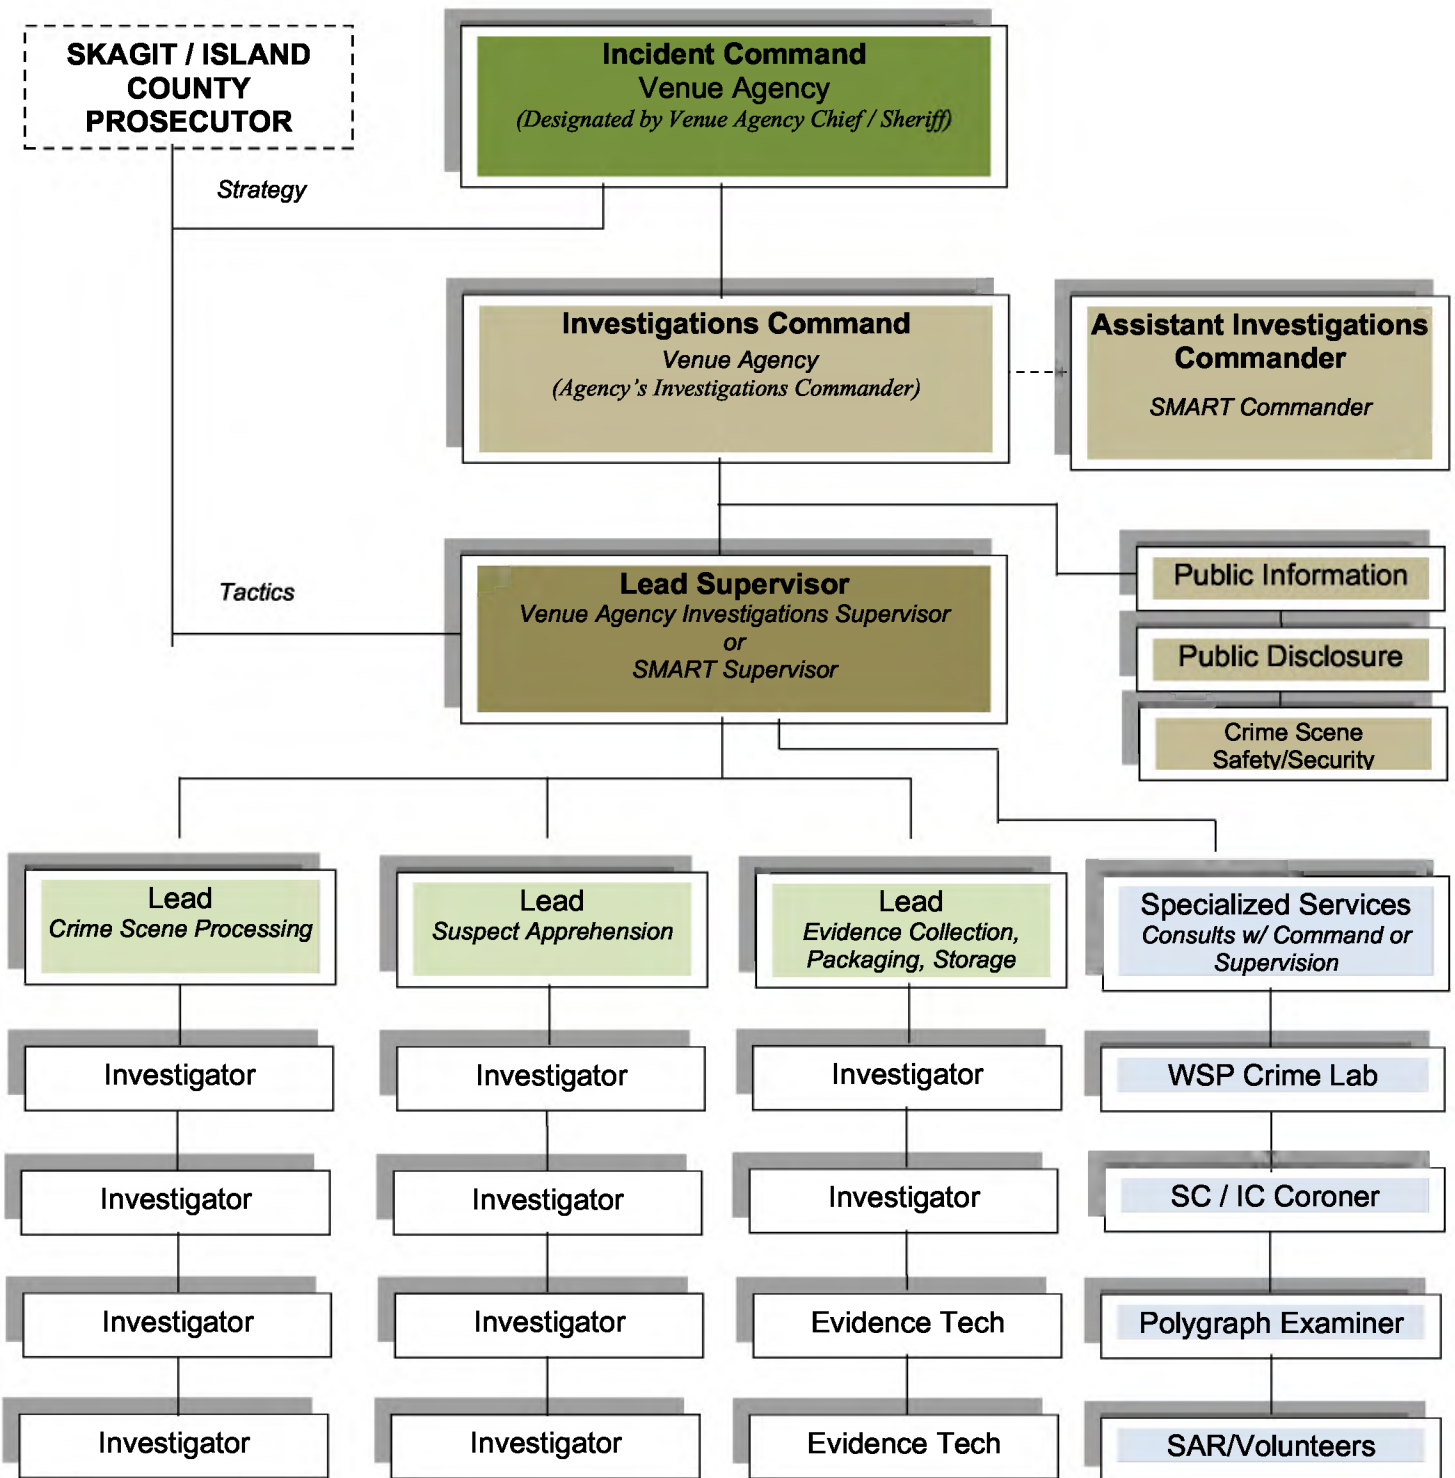 SKAGIT / ISLAND
COUNTY
PROSECUTOR
Incident Command
Venue Agency
(Designated by Venue Agency Chief / Sheriff)
Strategy
Investigations Command
Venue Agency
(Agency's Investigations Commander)
Assistant Investigations
Commander
SMART Commander
Tactics
Lead Supervisor
Venue Agency Investigations Supervisor
or
SMART Supervisor
Public Information
Public Disclosure
Crime Scene
Safety/Security
Lead
Crime Scene Processing
Investigator
Investigator
Investigator
Investigator
Lead
Suspect Apprehension
Investigator
Investigator
Investigator
Investigator
Lead
Evidence Collection,
Packaging, Storage
Investigator
Investigator
Evidence Tech
Evidence Tech
Specialized Services
Consults w/ Command or
Supervision
WSP Crime Lab
SC / IC Coroner
Polygraph Examiner
SAR/Volunteers